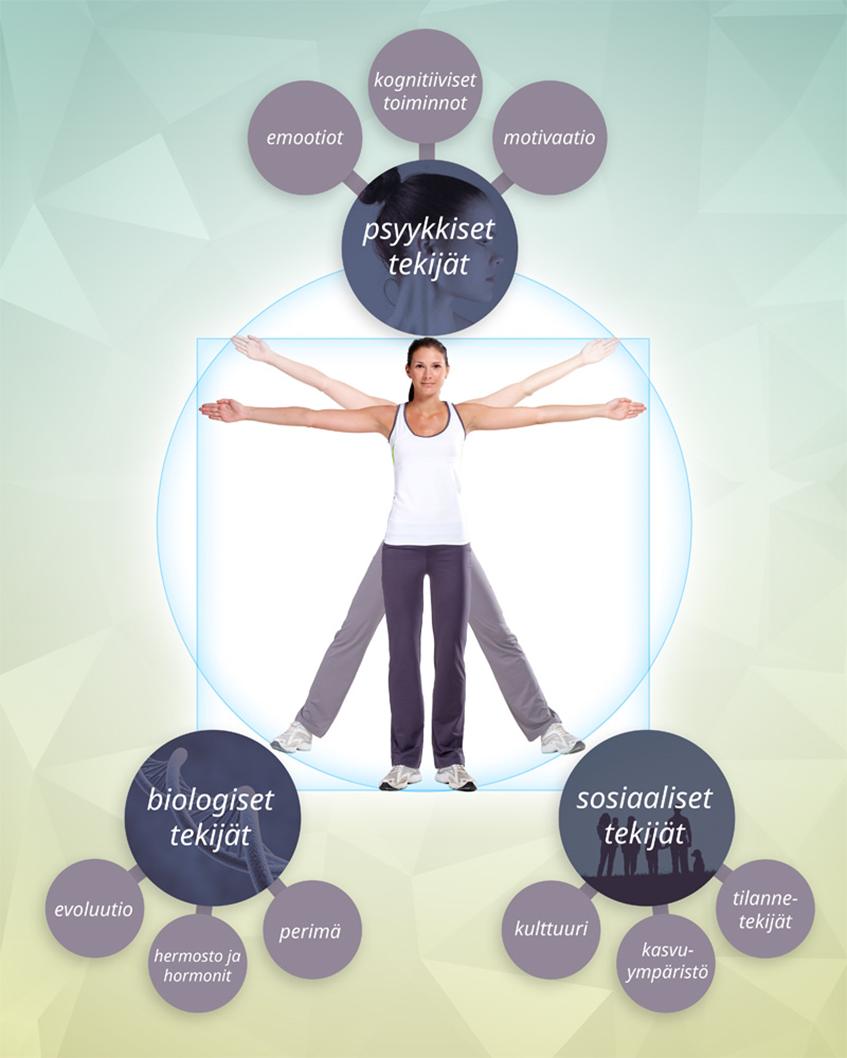 kognitiiviset
toiminnot
emootiot
motivaatio
psyykkiset
tekijät
biologiset
tekijät
evoluutio
hermosto ja
hormonit
perimä
sosiaaliset
tekijät
kulttuuri
kasvu-
ympäristö
tilanne-
tekijät